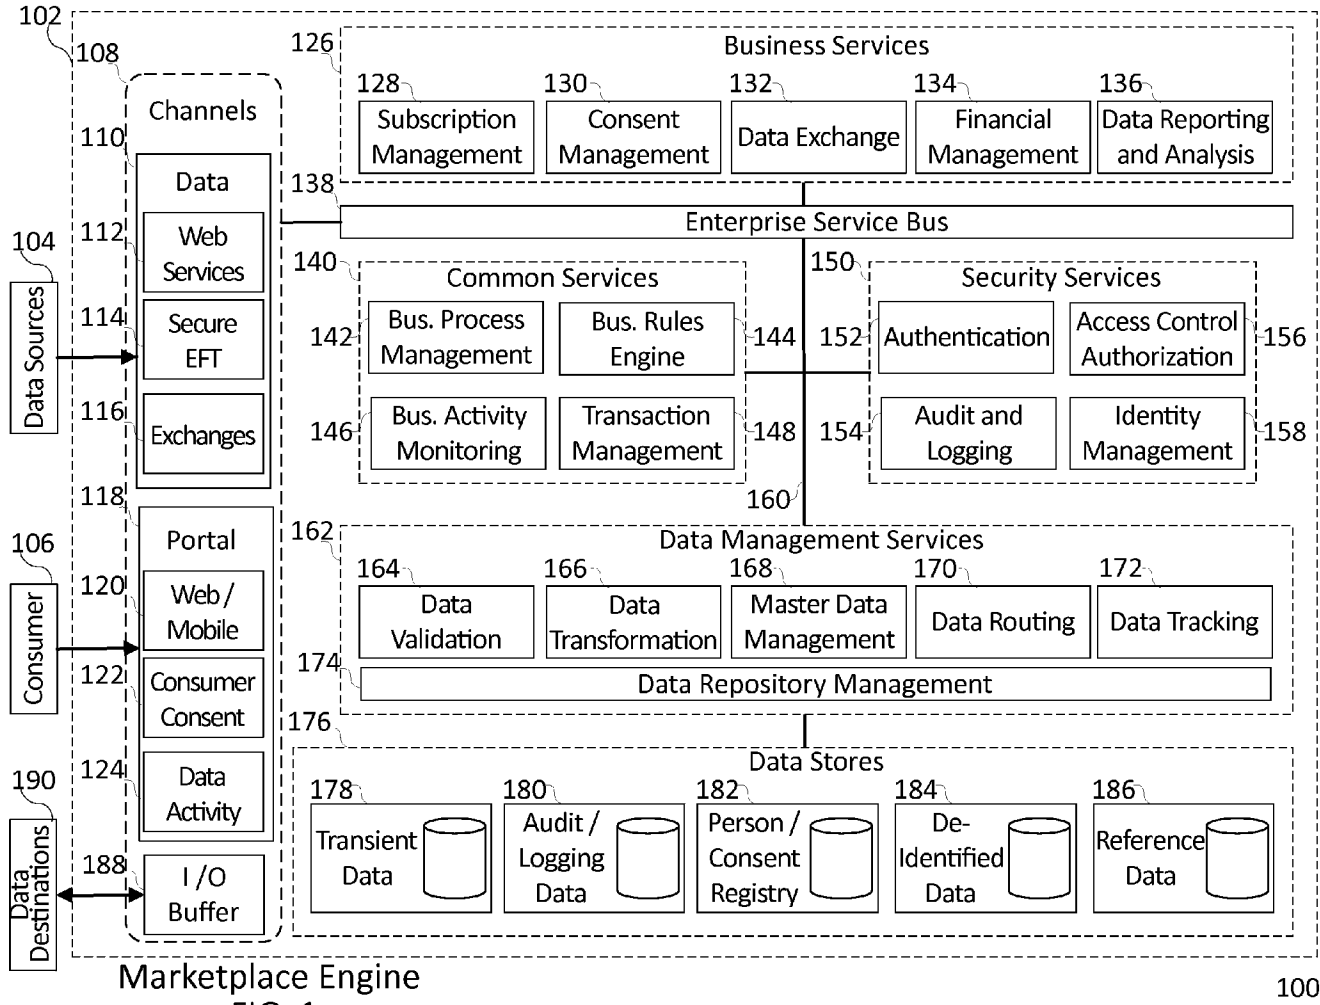 102
108
Channels
110
Data
112
Web
Services
114
Secure
EFT
116
Exchanges
104
Data Sources
118
Portal
120
Web /
Mobile
122
Consumer
Consent
124
Data
Activity
106
Consumer
190
Data
Destinations
188
I/O
Buffer
126
Business Services
128
Subscription
Management
130
Consent
Management
132
Data Exchange
134
Financial
Management
136
Data Reporting
and Analysis
138
Enterprise Service Bus
140
Common Services
142
Bus. Process
Management
144
Bus. Rules
Engine
146
Bus. Activity
Monitoring
148
Transaction
Management
150
Security Services
152
Authentication
156
Access Control
Authorization
154
Audit and
Logging
158
Identity
Management
160
162
Data Management Services
164
Data
Validation
166
Data
Transformation
168
Master Data
Management
170
Data Routing
172
Data Tracking
174
Data Repository Management
176
Data Stores
178
Transient
Data
180
Audit /
Logging
Data
182
Person /
Consent
Registry
184
De-
Identified
Data
186
Reference
Data
Marketplace Engine
100